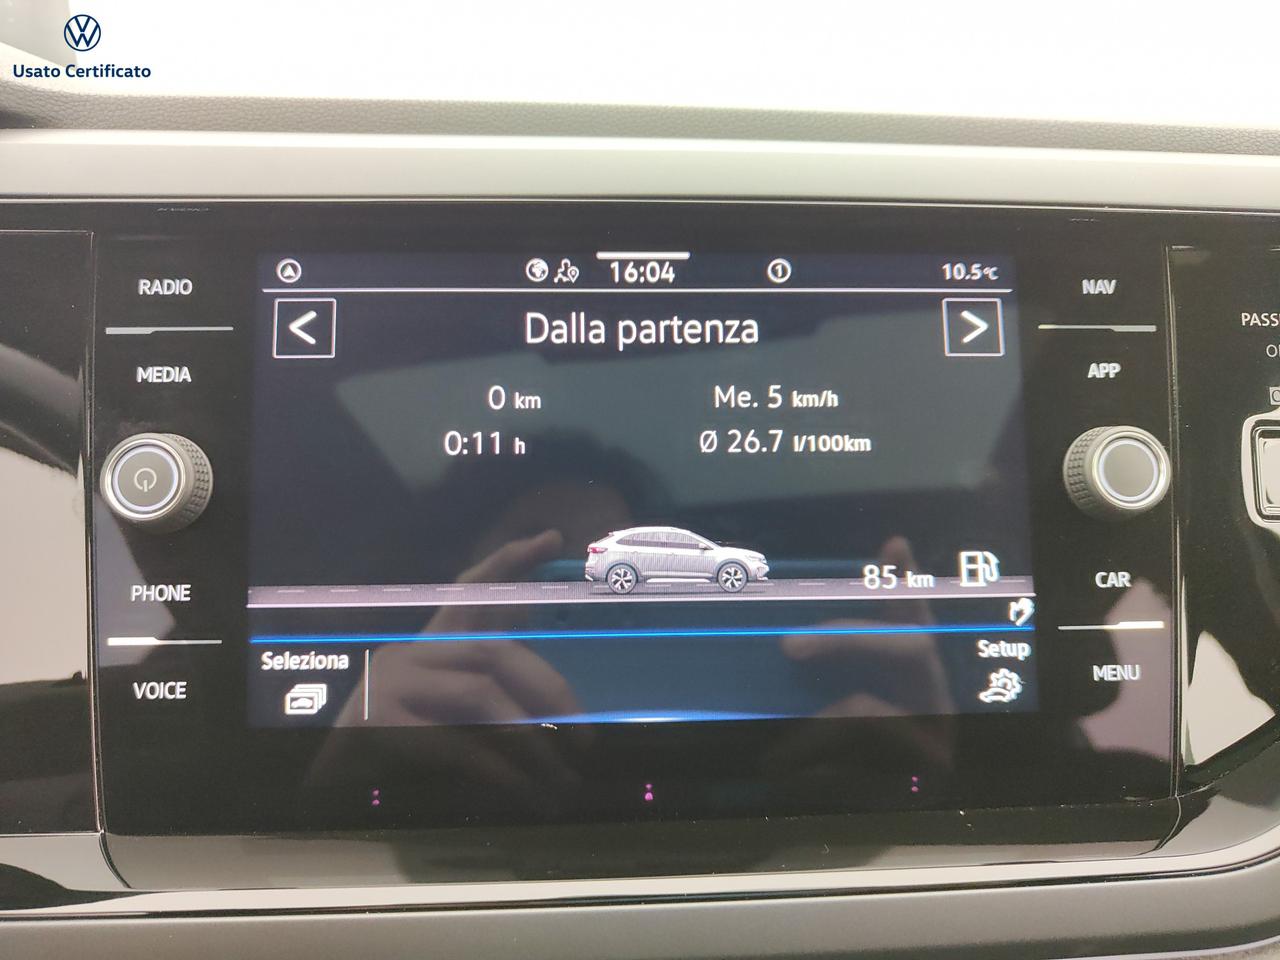 Usato Certificato
RADIO
MEDIA
PHONE
VOICE
16:04
1
10.5°C
Dalla partenza
0 km
Me. 5 km/h
0:11 h
Ø 26.7 l/100km
85 km
Seleziona
Setup
NAV
APP
CAR
MENU